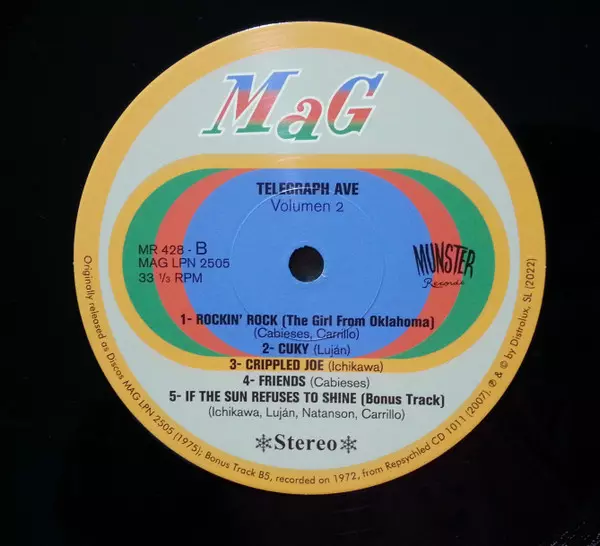 MaG
TELEGRAPH AVE
Volumen 2
MR 428 - B
MAG LPN 2505
33 1/3 RPM
MUNSTER
Records
1- ROCKIN' ROCK (The Girl From Oklahoma)
(Cabieses, Carrillo)
2- CUKY (Luján)
3- CRIPPLED JOE (Ichikawa)
4- FRIENDS (Cabieses)
5- IF THE SUN REFUSES TO SHINE (Bonus Track)
(Ichikawa, Luján, Natanson, Carrillo)
✲Stereo✲
Originally released as Discos MAG LPN 2505 (1975); Bonus Track B5, recorded on 1972, from Repsychled CD 1011 (2007). ℗ & © by Distrolux, SL (2022)